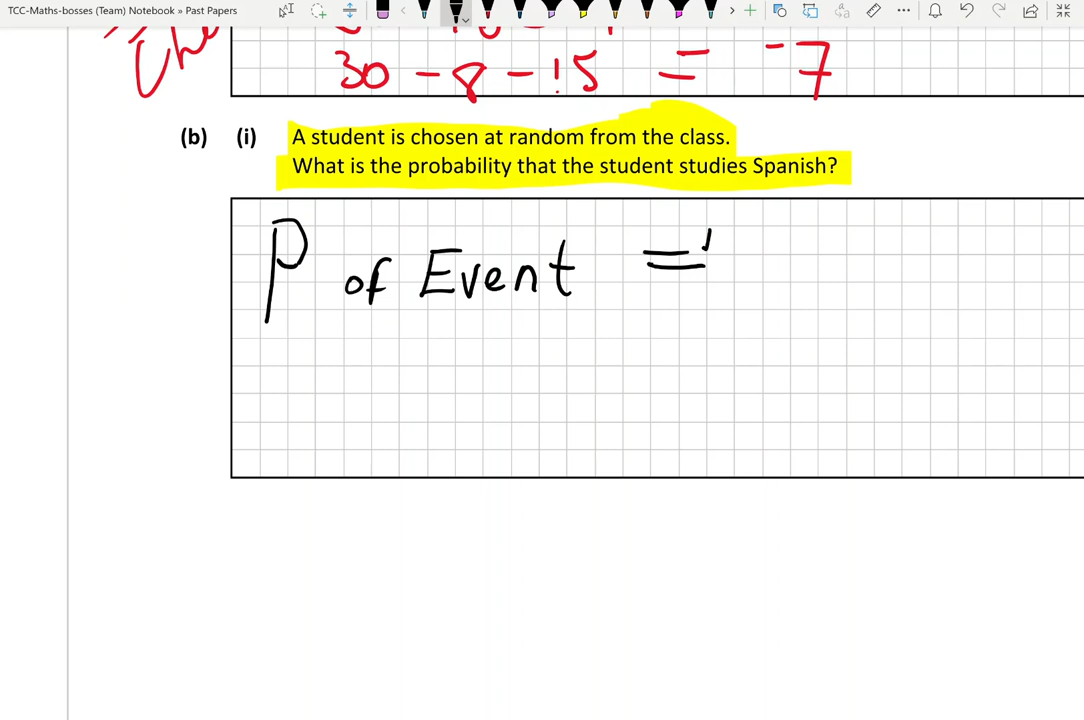 TCC-Maths-bosses (Team) Notebook » Past Papers
30 - 8 - 15 = -7
(b) (i) A student is chosen at random from the class.
What is the probability that the student studies Spanish?
P of Event =